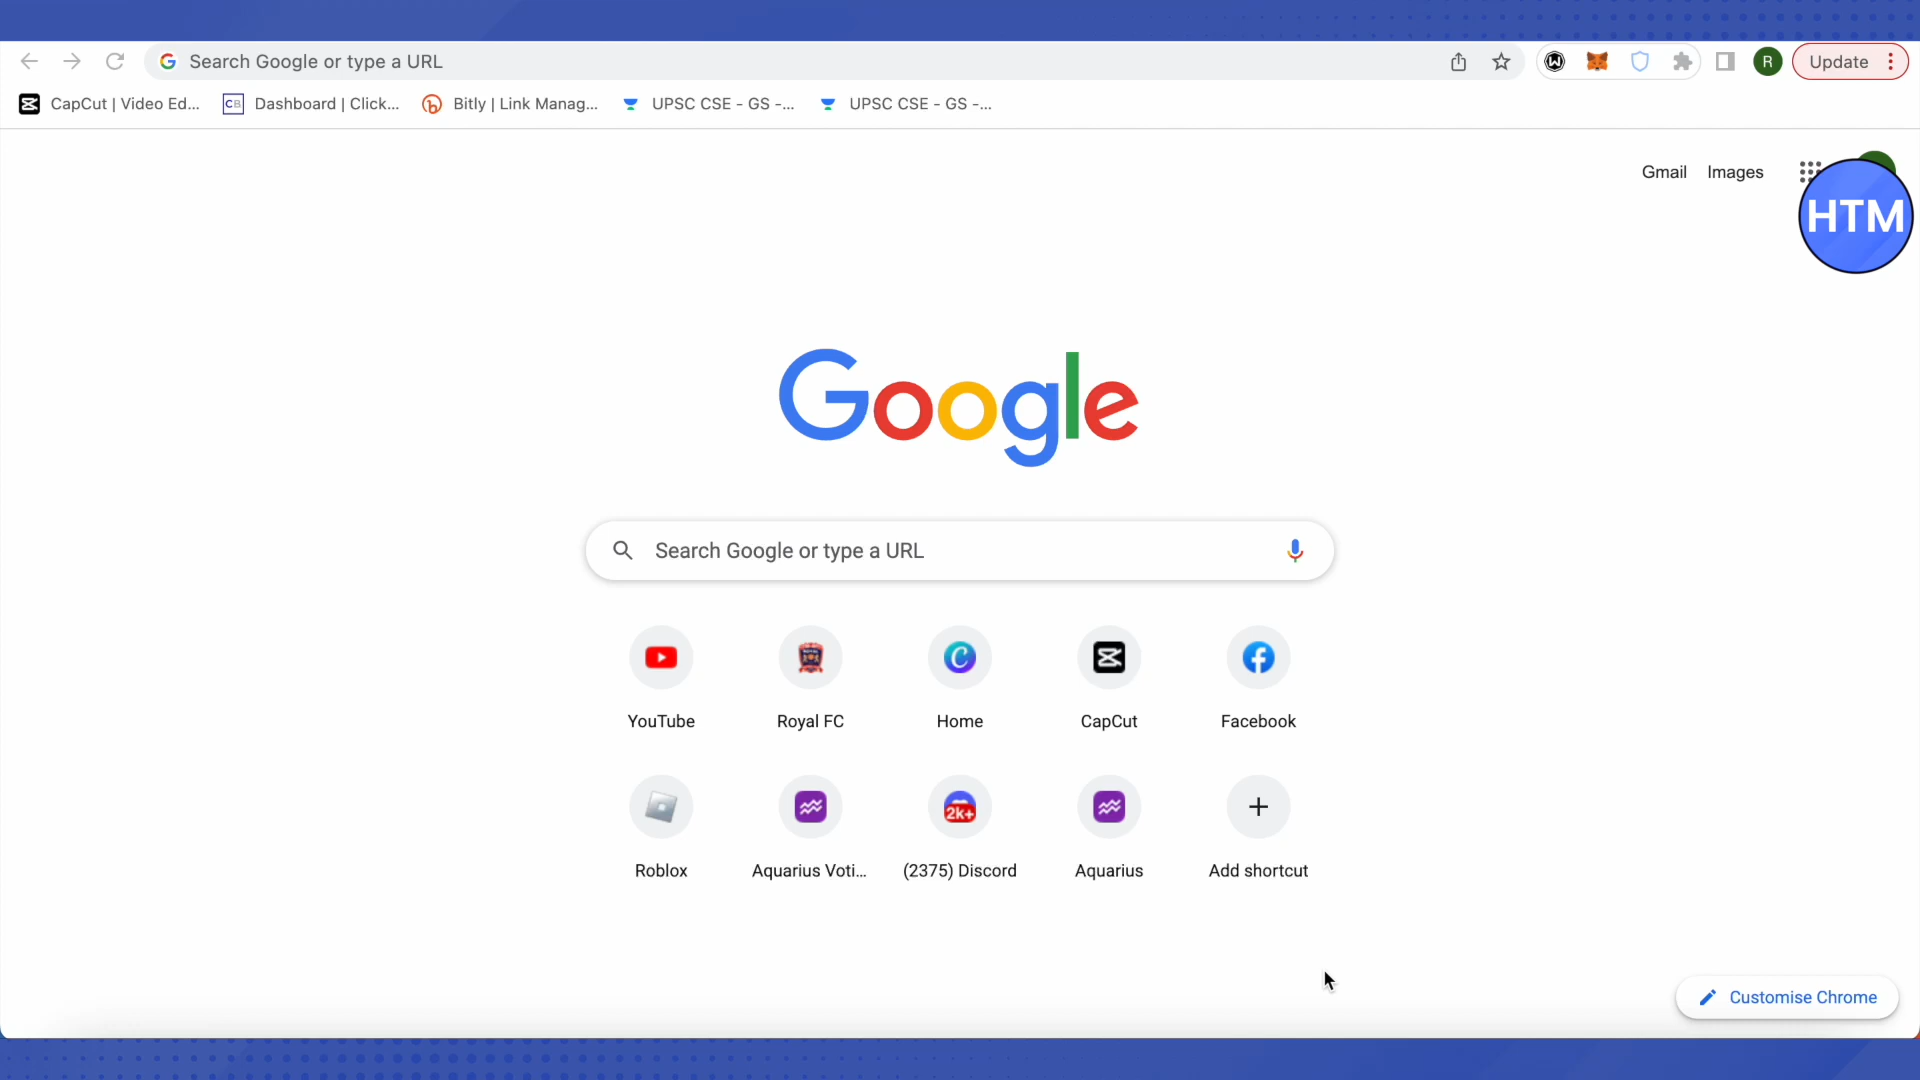 Search Google or type a URL
R
Update
CapCut | Video Ed...
CB
Dashboard | Click...
Bitly | Link Manag...
UPSC CSE - GS -...
UPSC CSE - GS -...
Gmail
Images
HTM
Google
Search Google or type a URL
YouTube
Royal FC
Home
CapCut
Facebook
2k+
Roblox
Aquarius Voti...
(2375) Discord
Aquarius
Add shortcut
Customise Chrome